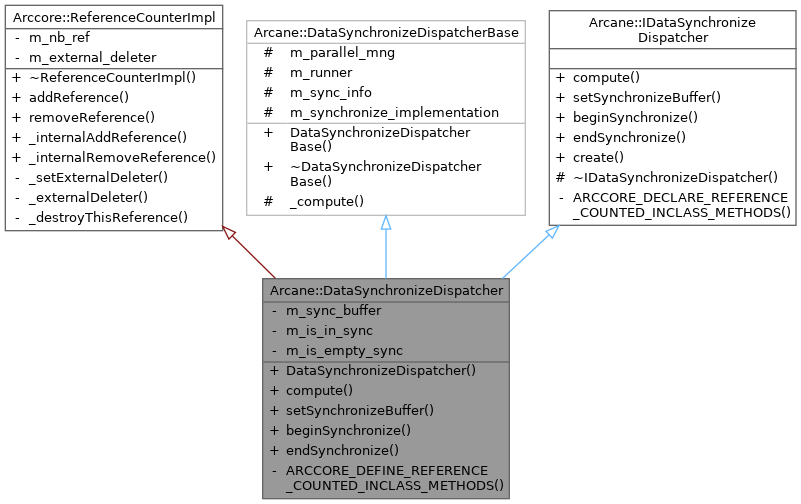 Arccore::ReferenceCounterImpl
- m_nb_ref
- m_external_deleter
+ ~ReferenceCounterImpl()
+ addReference()
+ removeReference()
+ _internalAddReference()
+ _internalRemoveReference()
- _setExternalDeleter()
- _externalDeleter()
- _destroyThisReference()
Arcane::DataSynchronizeDispatcherBase
# m_parallel_mng
# m_runner
# m_sync_info
# m_synchronize_implementation
+ DataSynchronizeDispatcher
Base()
+ ~DataSynchronizeDispatcher
Base()
# _compute()
Arcane::IDataSynchronize
Dispatcher
+ compute()
+ setSynchronizeBuffer()
+ beginSynchronize()
+ endSynchronize()
+ create()
# ~IDataSynchronizeDispatcher()
- ARCCORE_DECLARE_REFERENCE
_COUNTED_INCLASS_METHODS()
Arcane::DataSynchronizeDispatcher
- m_sync_buffer
- m_is_in_sync
- m_is_empty_sync
+ DataSynchronizeDispatcher()
+ compute()
+ setSynchronizeBuffer()
+ beginSynchronize()
+ endSynchronize()
- ARCCORE_DEFINE_REFERENCE
_COUNTED_INCLASS_METHODS()